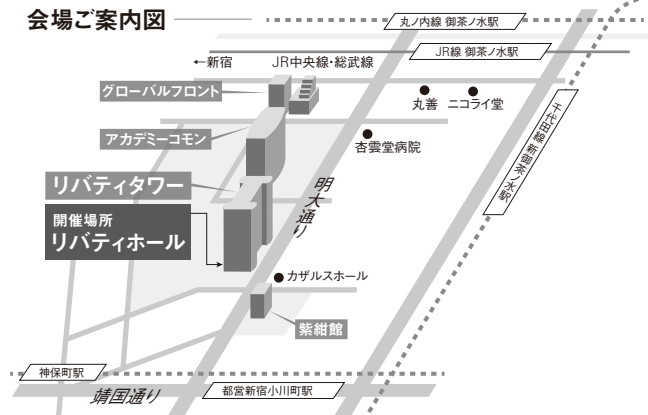 会場ご案内図
丸ノ内線 御茶ノ水駅
JR線 御茶ノ水駅
←新宿
JR中央線・総武線
グローバルフロント
丸善
ニコライ堂
千代田線 新御茶ノ水駅
アカデミーコモン
杏雲堂病院
リバティタワー
明大通り
開催場所
リバティホール
カザルスホール
紫紺館
神保町駅
靖国通り
都営新宿小川町駅